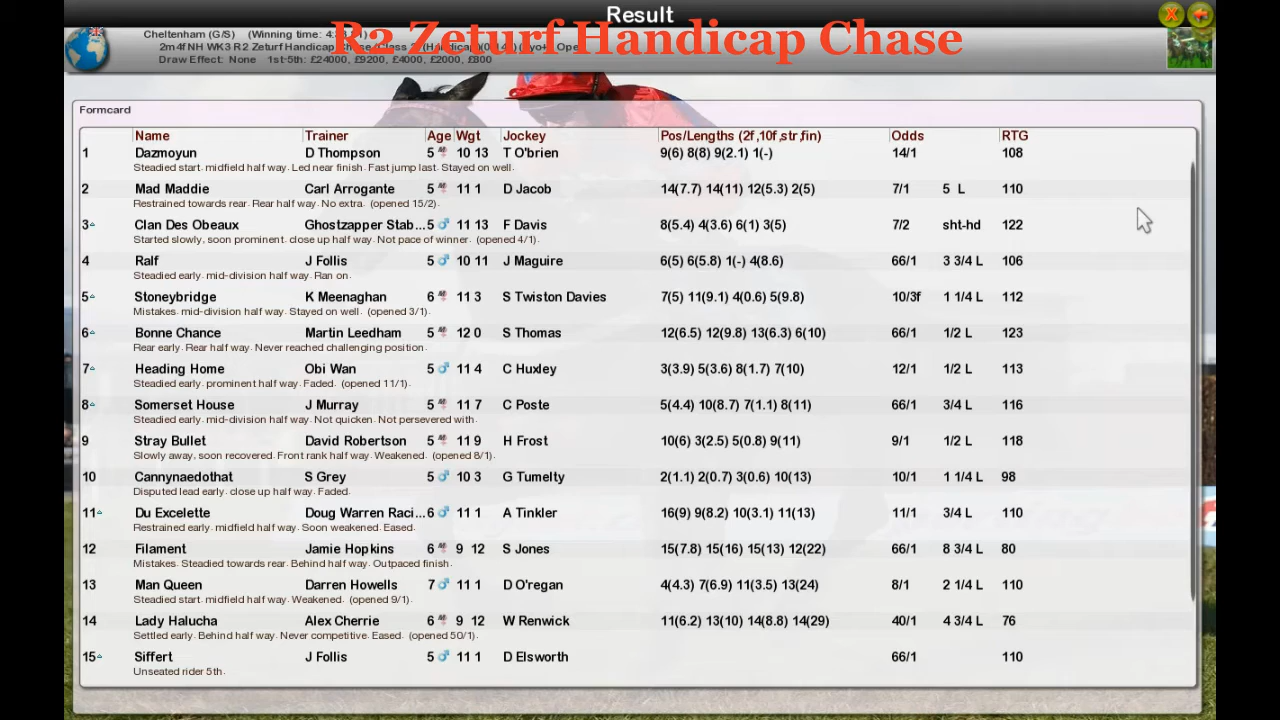 Result
R2 Zeturf Handicap Chase
Cheltenham (G/S) (Winning time: 4:
2m4f NH WK3 R2 Zeturf Handicap Chase
Draw Effect: None 1st-5th: £24000, £9200, £4000, £2000, £800
Formcard
Name Trainer Age Wgt Jockey Pos/Lengths (2f,10f,str,fin) Odds RTG
1 Dazmoyun D Thompson 5 10 13 T O'brien 9(6) 8(8) 9(2.1) 1(-) 14/1 108
Steadied start. midfield half way. Led near finish. Fast jump last. Stayed on well.
2 Mad Maddie Carl Arrogante 5 11 1 D Jacob 14(7.7) 14(11) 12(5.3) 2(5) 7/1 5 L 110
Restrained towards rear. Rear half way. No extra. (opened 15/2).
3 Clan Des Obeaux Ghostzapper Stab... 5 11 13 F Davis 8(5.4) 4(3.6) 6(1) 3(5) 7/2 sht-hd 122
Started slowly, soon prominent. close up half way. Not pace of winner. (opened 4/1).
4 Ralf J Follis 5 10 11 J Maguire 6(5) 6(5.8) 1(-) 4(8.6) 66/1 3 3/4 L 106
Steadied early. mid-division half way. Ran on.
5 Stoneybridge K Meenaghan 6 11 3 S Twiston Davies 7(5) 11(9.1) 4(0.6) 5(9.8) 10/3f 1 1/4 L 112
Mistakes. mid-division half way. Stayed on well. (opened 3/1).
6 Bonne Chance Martin Leedham 5 12 0 S Thomas 12(6.5) 12(9.8) 13(6.3) 6(10) 66/1 1/2 L 123
Rear early. Rear half way. Never reached challenging position.
7 Heading Home Obi Wan 5 11 4 C Huxley 3(3.9) 5(3.6) 8(1.7) 7(10) 12/1 1/2 L 113
Steadied early. prominent half way. Faded. (opened 11/1).
8 Somerset House J Murray 5 11 7 C Poste 5(4.4) 10(8.7) 7(1.1) 8(11) 66/1 3/4 L 116
Steadied early. mid-division half way. Not quicken. Not persevered with.
9 Stray Bullet David Robertson 5 11 9 H Frost 10(6) 3(2.5) 5(0.8) 9(11) 9/1 1/2 L 118
Slowly away, soon recovered. Front rank half way. Weakened. (opened 8/1).
10 Cannynaedothat S Grey 5 10 3 G Tumelty 2(1.1) 2(0.7) 3(0.6) 10(13) 10/1 1 1/4 L 98
Disputed lead early. close up half way. Faded.
11 Du Excelette Doug Warren Raci... 6 11 1 A Tinkler 16(9) 9(8.2) 10(3.1) 11(13) 11/1 3/4 L 110
Restrained early. midfield half way. Soon weakened. Eased.
12 Filament Jamie Hopkins 6 9 12 S Jones 15(7.8) 15(16) 15(13) 12(22) 66/1 8 3/4 L 80
Mistakes. Steadied towards rear. Behind half way. Outpaced finish.
13 Man Queen Darren Howells 7 11 1 D O'regan 4(4.3) 7(6.9) 11(3.5) 13(24) 8/1 2 1/4 L 110
Steadied start. midfield half way. Weakened. (opened 9/1).
14 Lady Halucha Alex Cherrie 6 9 12 W Renwick 11(6.2) 13(10) 14(8.8) 14(29) 40/1 4 3/4 L 76
Settled early. Behind half way. Never competitive. Eased. (opened 50/1).
15 Siffert J Follis 5 11 1 D Elsworth 66/1 110
Unseated rider 5th.